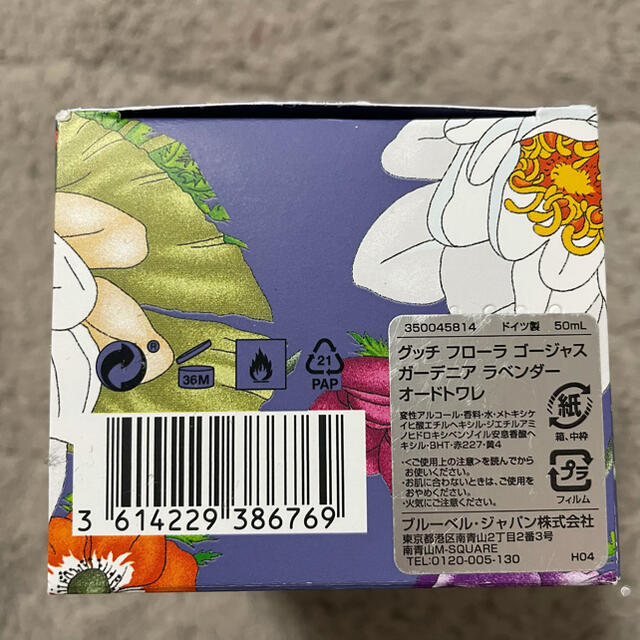 350045814 ドイツ製 50mL
グッチ フローラ ゴージャス
ガーデニア ラベンダー
オードトワレ
変性アルコール・香料・水・メトキシケ
イヒ酸エチルヘキシル・ジエチルアミ
ノヒドロキシベンゾイル安息香酸ヘ
キシル・BHT・赤227・黄4
・<ご使用上の注意>を読んでから
お使いください。
・お肌に合わないときは、ご使用を
おやめください。
・火気にご注意ください。
ブルーベル・ジャパン株式会社
東京都港区南青山2丁目2番3号
南青山M-SQUARE
TEL:0120-005-130
H04
紙
箱、中枠
プラ
フィルム
®
36M
21
PAP
3 614229 386769